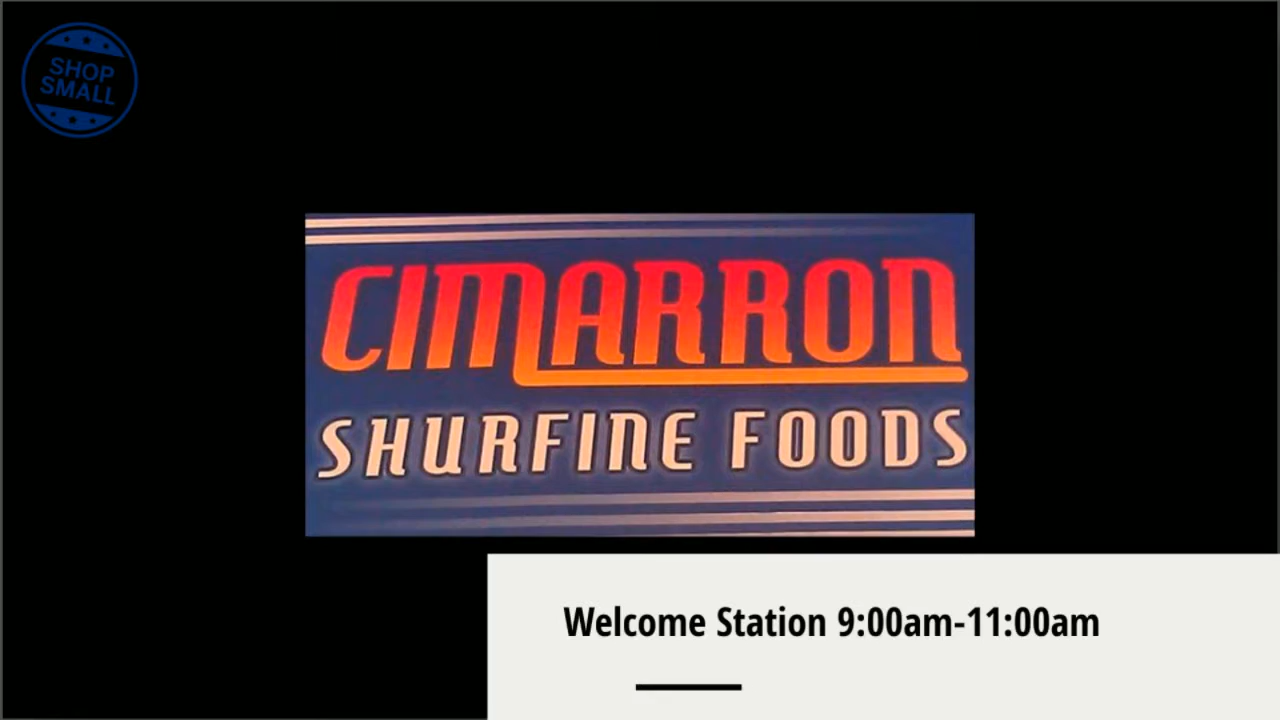 SHOP
SMALL
CIMARRON
SHURFINE FOODS
Welcome Station 9:00am-11:00am